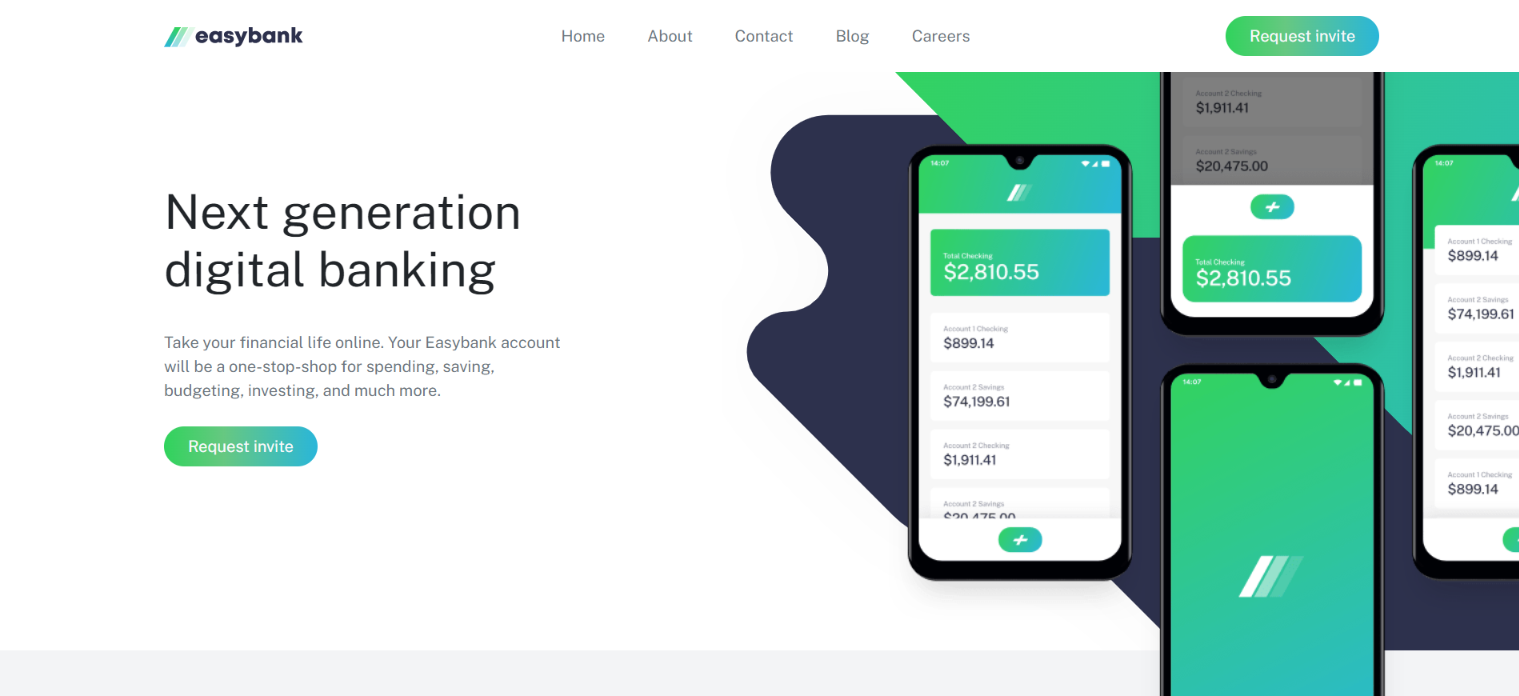 easybank
Home
About
Contact
Blog
Careers
Request invite
Next generation
digital banking
Take your financial life online. Your Easybank account
will be a one-stop-shop for spending, saving,
budgeting, investing, and much more.
Request invite
14:07
Total Checking
$2,810.55
Account 1 Checking
$899.14
Account 2 Savings
$74,199.61
Account 2 Checking
$1,911.41
Account 2 Savings
$20,475.00
Account 2 Checking
$1,911.41
Account 2 Savings
$20,475.00
Total Checking
$2,810.55
14:07
14:07
Account 1 Checking
$899.14
Account 2 Savings
$74,199.61
Account 2 Checking
$1,911.41
Account 2 Savings
$20,475.00
Account 1 Checking
$899.14